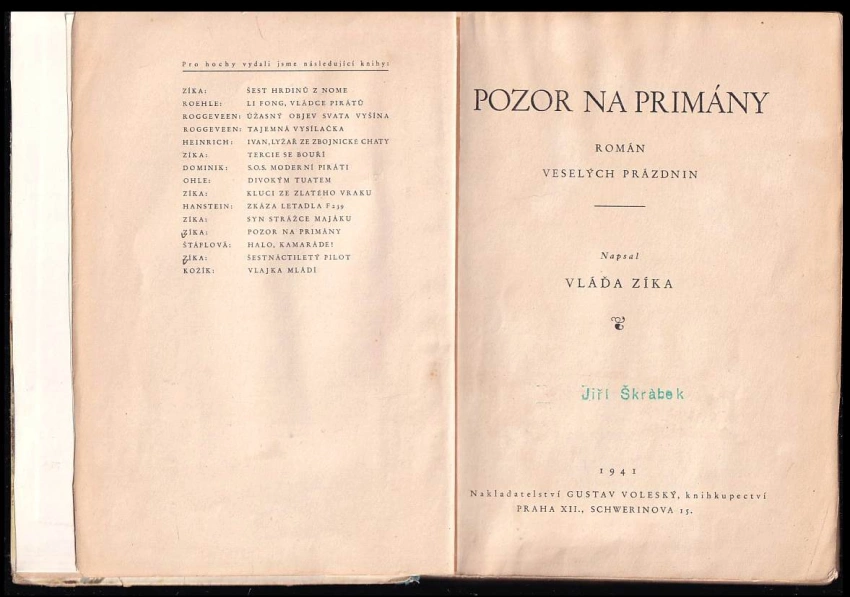 Pro hochy vydali jsme následující knihy:
ZÍKA: ŠEST HRDINŮ Z NOME
ROEHLE: LI FONG, VLÁDCE PIRÁTŮ
ROGGEVEEN: ÚŽASNÝ OBJEV SVATA VYŠÍNA
ROGGEVEEN: TAJEMNÁ VYSÍLAČKA
HEINRICH: IVAN, LYŽAŘ ZE ZBOJNICKÉ CHATY
ZÍKA: TERCIE SE BOUŘÍ
DOMINIK: S.O.S. MODERNÍ PIRÁTI
OHLE: DIVOKÝM TUATEM
ZÍKA: KLUCI ZE ZLATÉHO VRAKU
HANSTEIN: ZKÁZA LETADLA F 239
ZÍKA: SYN STRÁŽCE MAJÁKU
ZÍKA: POZOR NA PRIMÁNY
ŠTÁFLOVÁ: HALO, KAMARÁDE!
ZÍKA: ŠESTNÁCTILETÝ PILOT
KOŽÍK: VLAJKA MLÁDÍ
POZOR NA PRIMÁNY
ROMÁN
VESELÝCH PRÁZDNIN
Napsal
VLÁĎA ZÍKA
Jiří Škrábek
1941
Nakladatelství GUSTAV VOLESKÝ, knihkupectví
PRAHA XII., SCHWERINOVA 15.